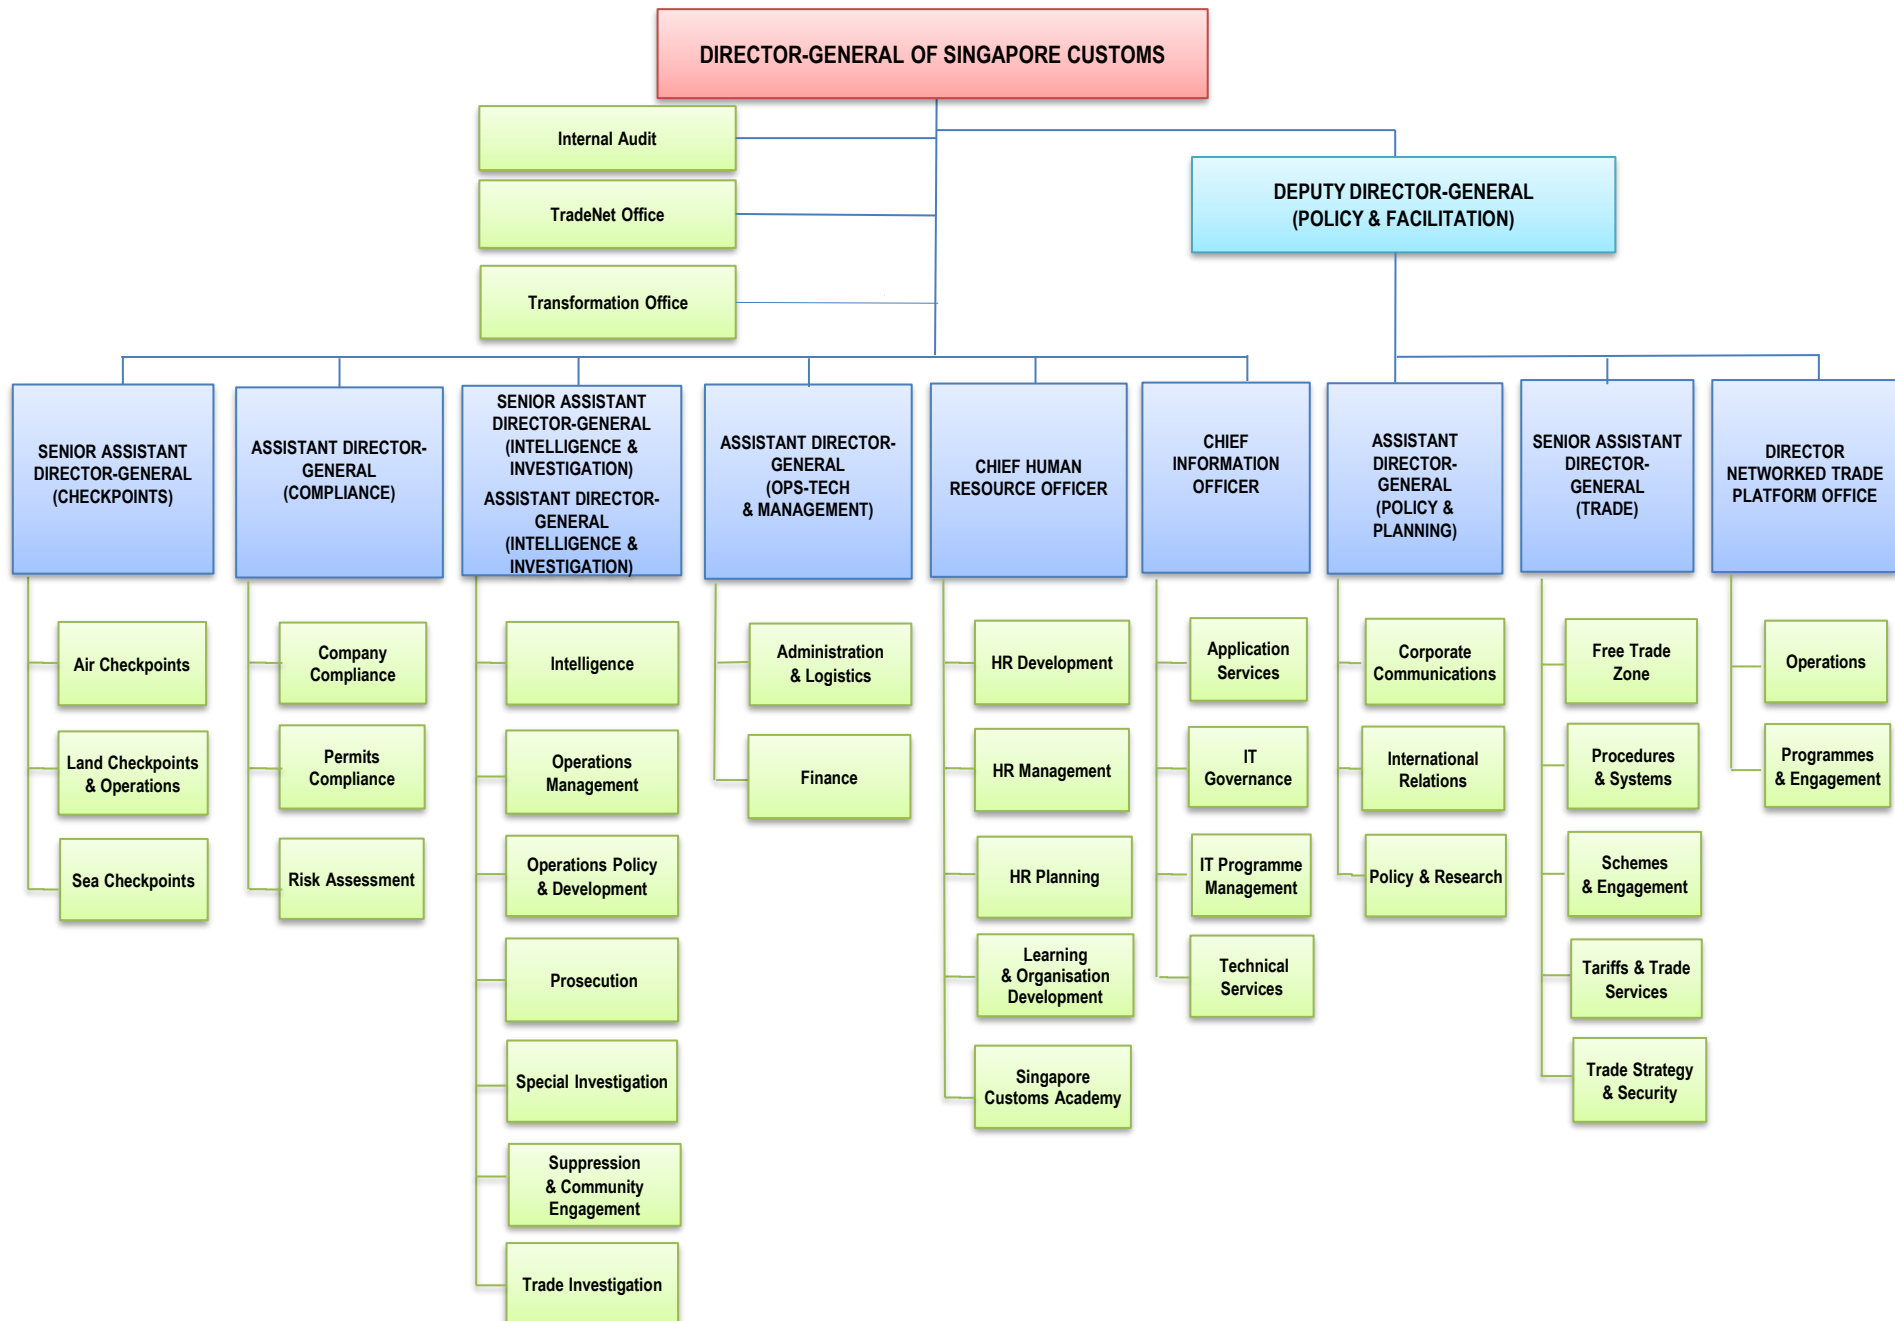 DIRECTOR-GENERAL OF SINGAPORE CUSTOMS
Internal Audit
TradeNet Office
Transformation Office
DEPUTY DIRECTOR-GENERAL
(POLICY & FACILITATION)
SENIOR ASSISTANT
DIRECTOR-GENERAL
(CHECKPOINTS)
ASSISTANT DIRECTOR-
GENERAL
(COMPLIANCE)
SENIOR ASSISTANT
DIRECTOR-GENERAL
(INTELLIGENCE &
INVESTIGATION)
ASSISTANT DIRECTOR-
GENERAL
(INTELLIGENCE &
INVESTIGATION)
ASSISTANT DIRECTOR-
GENERAL
(OPS-TECH
& MANAGEMENT)
CHIEF HUMAN
RESOURCE OFFICER
CHIEF
INFORMATION
OFFICER
ASSISTANT
DIRECTOR-
GENERAL
(POLICY &
PLANNING)
SENIOR ASSISTANT
DIRECTOR-
GENERAL
(TRADE)
DIRECTOR
NETWORKED TRADE
PLATFORM OFFICE
Air Checkpoints
Land Checkpoints
& Operations
Sea Checkpoints
Company
Compliance
Permits
Compliance
Risk Assessment
Intelligence
Operations
Management
Operations Policy
& Development
Prosecution
Special Investigation
Suppression
& Community
Engagement
Trade Investigation
Administration
& Logistics
Finance
HR Development
HR Management
HR Planning
Learning
& Organisation
Development
Singapore
Customs Academy
Application
Services
IT
Governance
IT Programme
Management
Technical
Services
Corporate
Communications
International
Relations
Policy & Research
Free Trade
Zone
Procedures
& Systems
Schemes
& Engagement
Tariffs & Trade
Services
Trade Strategy
& Security
Operations
Programmes
& Engagement